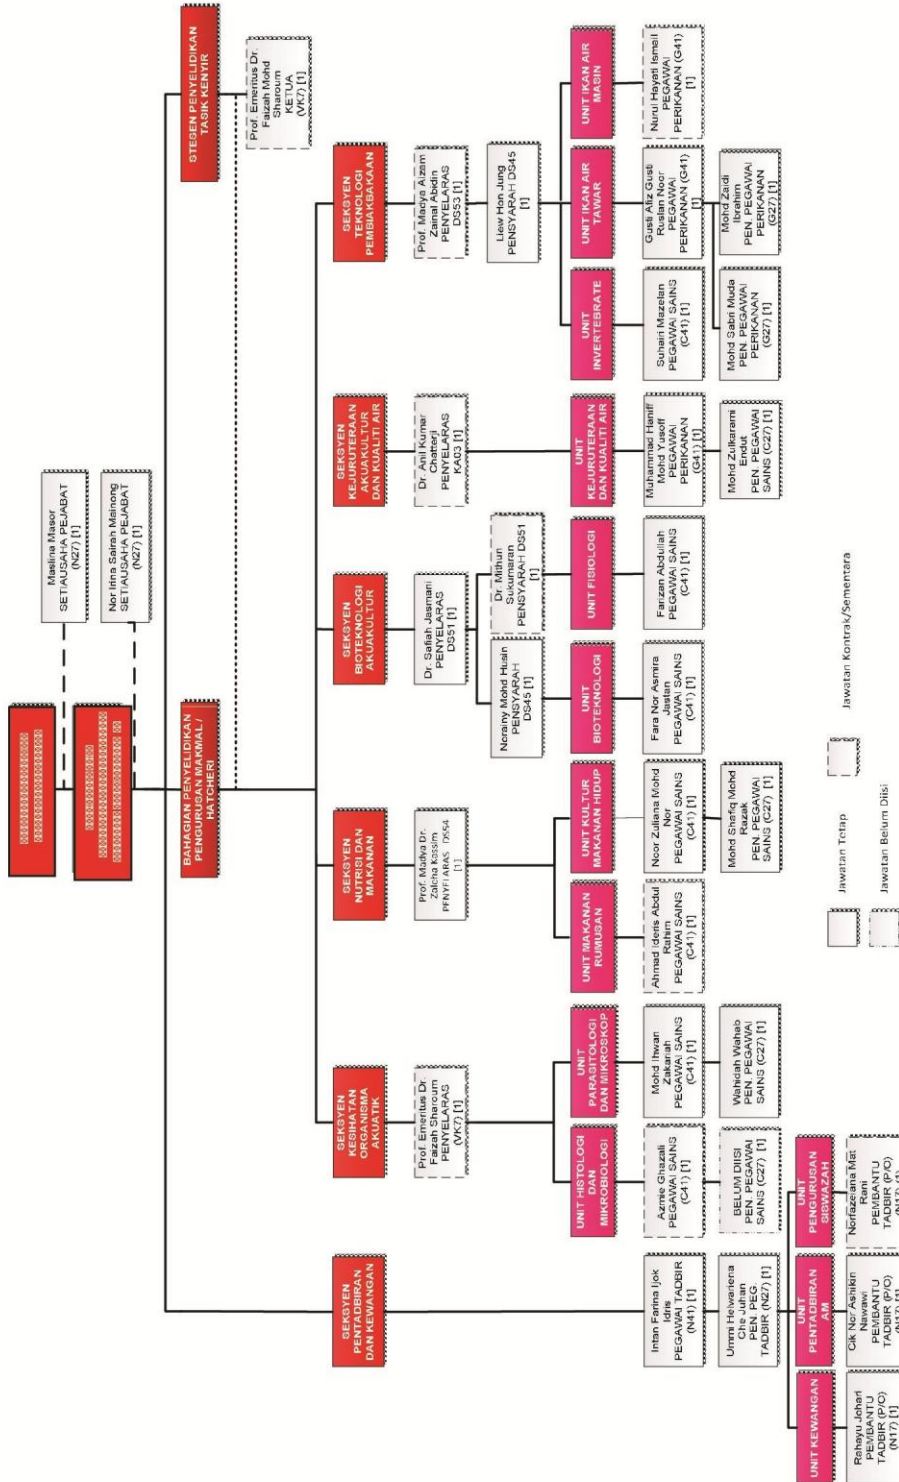 Maslina Masor
SETIAUSAHA PEJABAT
(N27) [1]
Nor Irina Sairah Mainong
SETIAUSAHA PEJABAT
(N27) [1]
BAHAGIAN PENYELIDIKAN
PENGURUSAN MAKMAL /
HATCHERI
STESEN PENYELIDIKAN
TASIK KENYIR
Prof. Emeritus Dr.
Faizah Mohd
Sharoum
KETUA
(VK7) [1]
SEKSYEN
PENTADBIRAN
DAN KEWANGAN
SEKSYEN
KESIHATAN
ORGANISMA
AKUATIK
SEKSYEN
NUTRISI DAN
MAKANAN
SEKSYEN
BIOTEKNOLOGI
AKUAKULTUR
SEKSYEN
KEJURUTERAAN
AKUAKULTUR
DAN KUALITI AIR
SEKSYEN
TEKNOLOGI
PEMBIAKBAKAAN
Prof. Emeritus Dr.
Faizah Sharoum
PENYELARAS
(VK7) [1]
Prof. Madya Dr.
Zaleha Kassim
PENYELARAS DS54
[1]
Dr. Safiah Jasmani
PENYELARAS
DS51 [1]
Dr. Anil Kumar
Chatterji
PENYELARAS
KA03 [1]
Prof. Madya Aizam
Zainal Abidin
PENYELARAS
DS53 [1]
Norainy Mohd Husin
PENSYARAH
DS45 [1]
Dr. Mithun
Sukumaran
PENSYARAH DS51
[1]
Liew Hon Jung
PENSYARAH DS45
[1]
UNIT HISTOLOGI
DAN
MIKROBIOLOGI
UNIT
PARASITOLOGI
DAN MIKROSKOP
UNIT MAKANAN
RUMUSAN
UNIT KULTUR
MAKANAN HIDUP
UNIT
BIOTEKNOLOGI
UNIT FISIOLOGI
UNIT
KEJURUTERAAN
DAN KUALITI AIR
UNIT
INVERTEBRATE
UNIT IKAN AIR
TAWAR
UNIT IKAN AIR
MASIN
Intan Farina Ijok
Idris
PEGAWAI TADBIR
(N41) [1]
Azmie Ghazali
PEGAWAI SAINS
(C41) [1]
Mohd Ihwan
Zakariah
PEGAWAI SAINS
(C41) [1]
Ahmad Ideris Abdul
Rahim
PEGAWAI SAINS
(C41) [1]
Noor Zuliana Mohd
Nor
PEGAWAI SAINS
(C41) [1]
Fara Nor Asmira
Jastan
PEGAWAI SAINS
(C41) [1]
Farizan Abdullah
PEGAWAI SAINS
(C41) [1]
Muhammad Haniff
Mohd Yusoff
PEGAWAI
PERIKANAN
(G41) [1]
Suhairi Mazelan
PEGAWAI SAINS
(C41) [1]
Gusti Afiz Gusti
Ruslan Noor
PEGAWAI
PERIKANAN (G41)
[1]
Nurul Hayati Ismail
PEGAWAI
PERIKANAN (G41)
[1]
Ummi Helwariena
Che Juhan
PEN. PEG.
TADBIR (N27) [1]
BELUM DIISI
PEN. PEGAWAI
SAINS (C27) [1]
Wahidah Wahab
PEN. PEGAWAI
SAINS (C27) [1]
Mohd Shafiq Mohd
Razak
PEN. PEGAWAI
SAINS (C27) [1]
Mohd Zulkarami
Endut
PEN. PEGAWAI
SAINS (C27) [1]
Mohd Sabri Muda
PEN. PEGAWAI
PERIKANAN
(G27) [1]
Mohd Zaidi
Ibrahim
PEN. PEGAWAI
PERIKANAN
(G27) [1]
UNIT KEWANGAN
UNIT
PENTADBIRAN
AM
UNIT
PENGURUSAN
SISWAZAH
Rahayu Johari
PEMBANTU
TADBIR (P/O)
(N17) [1]
Cik Nor Ashikin
Nawawi
PEMBANTU
TADBIR (P/O)
(N17) [1]
Norfazelana Mat
Rani
PEMBANTU
TADBIR (P/O)
(N17) [1]
Jawatan Tetap
Jawatan Kontrak/Sementara
Jawatan Belum Diisi